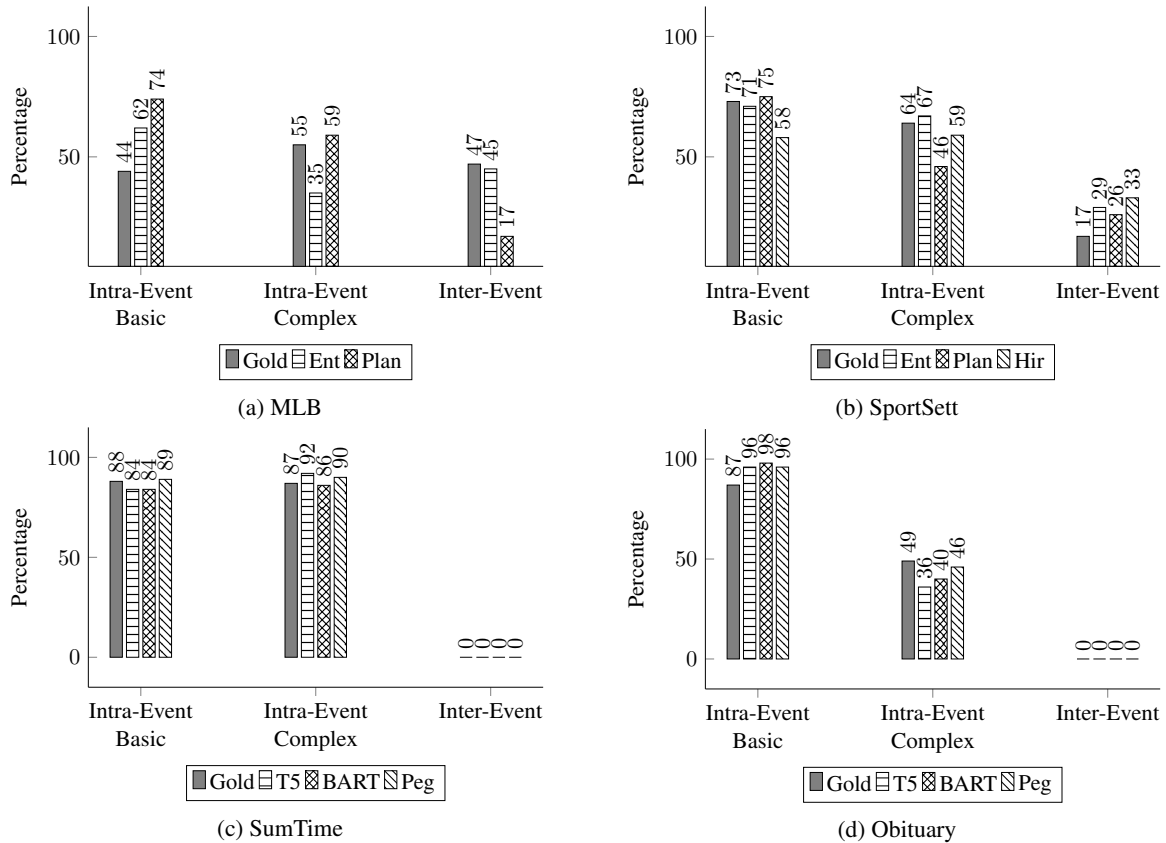 100
50
Percentage
44
62
74
55
35
59
47
45
17
Intra-Event
Basic
Intra-Event
Complex
Inter-Event
Gold Ent Plan
(a) MLB
100
50
Percentage
73
71
75
58
64
67
46
59
17
29
26
33
Intra-Event
Basic
Intra-Event
Complex
Inter-Event
Gold Ent Plan Hir
(b) SportSett
100
50
0
Percentage
88
84
84
89
87
92
86
90
0
0
0
0
Intra-Event
Basic
Intra-Event
Complex
Inter-Event
Gold T5 BART Peg
(c) SumTime
100
50
0
Percentage
87
96
98
96
49
36
40
46
0
0
0
0
Intra-Event
Basic
Intra-Event
Complex
Inter-Event
Gold T5 BART Peg
(d) Obituary